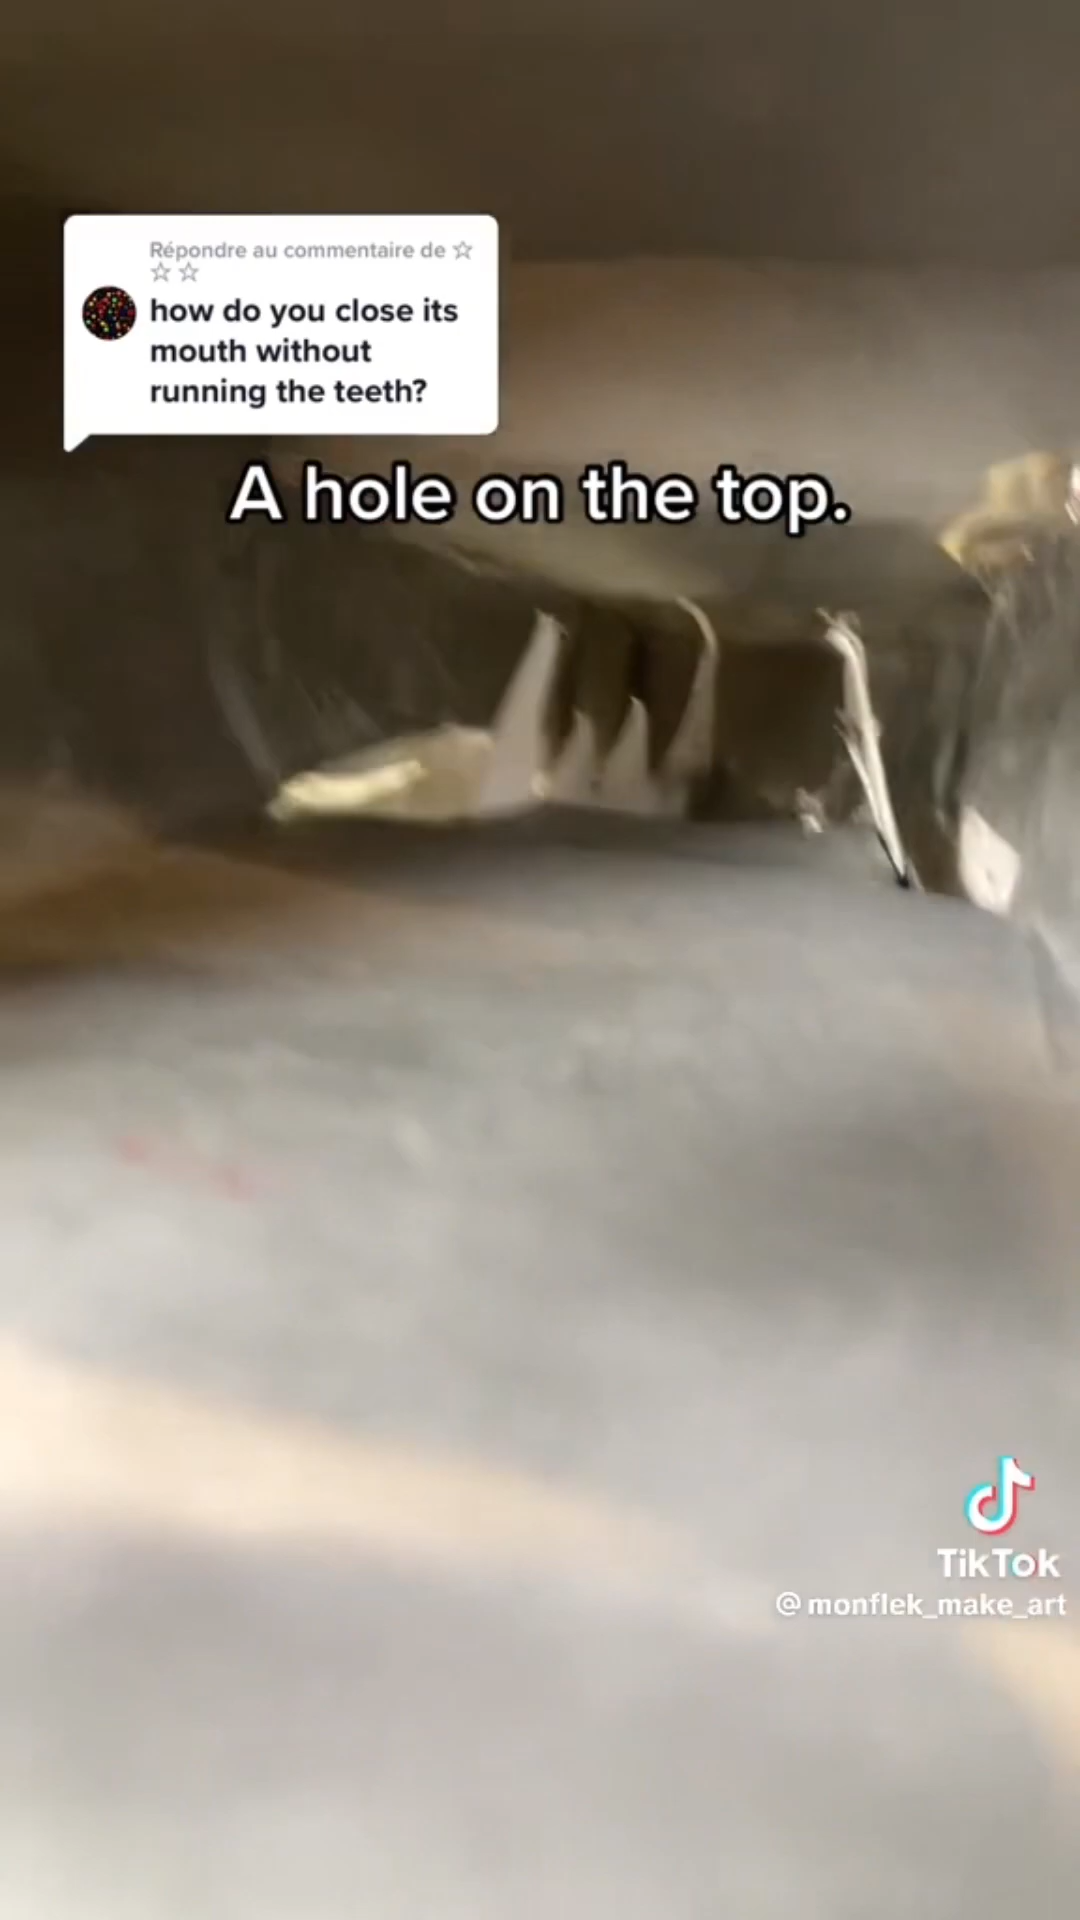 Répondre au commentaire de ☆
☆ ☆
how do you close its
mouth without
running the teeth?
A hole on the top.
TikTok
@monflek_make_art